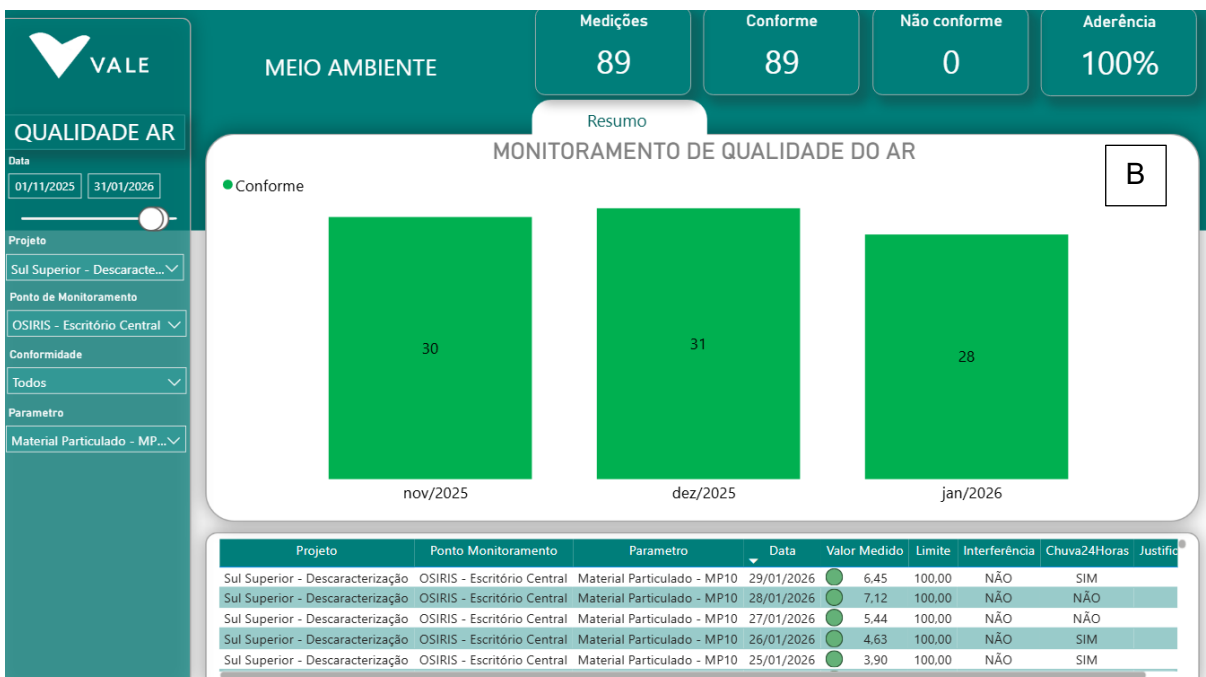 VALE
MEIO AMBIENTE
Medições
89
Conforme
89
Não conforme
0
Aderência
100%
QUALIDADE AR
Data
01/11/2025 31/01/2026
Projeto
Sul Superior - Descaracte...
Ponto de Monitoramento
OSIRIS - Escritório Central
Conformidade
Todos
Parametro
Material Particulado - MP...
Resumo
MONITORAMENTO DE QUALIDADE DO AR
B
Conforme
30 31 28
nov/2025 dez/2025 jan/2026
Projeto Ponto Monitoramento Parametro Data Valor Medido Limite Interferência Chuva24Horas Justific
Sul Superior - Descaracterização OSIRIS - Escritório Central Material Particulado - MP10 29/01/2026 6,45 100,00 NÃO SIM
Sul Superior - Descaracterização OSIRIS - Escritório Central Material Particulado - MP10 28/01/2026 7,12 100,00 NÃO NÃO
Sul Superior - Descaracterização OSIRIS - Escritório Central Material Particulado - MP10 27/01/2026 5,44 100,00 NÃO NÃO
Sul Superior - Descaracterização OSIRIS - Escritório Central Material Particulado - MP10 26/01/2026 4,63 100,00 NÃO SIM
Sul Superior - Descaracterização OSIRIS - Escritório Central Material Particulado - MP10 25/01/2026 3,90 100,00 NÃO SIM